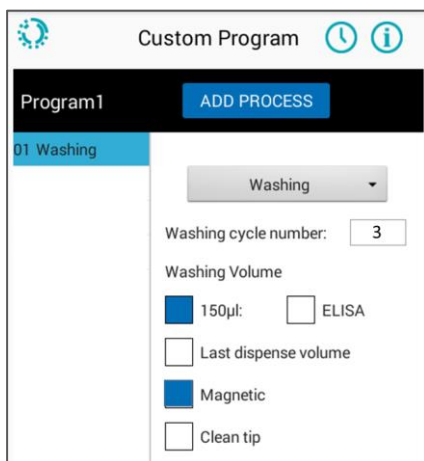 Custom Program
Program1 ADD PROCESS
01 Washing
Washing
Washing cycle number: 3
Washing Volume
150µl: ELISA
Last dispense volume
Magnetic
Clean tip